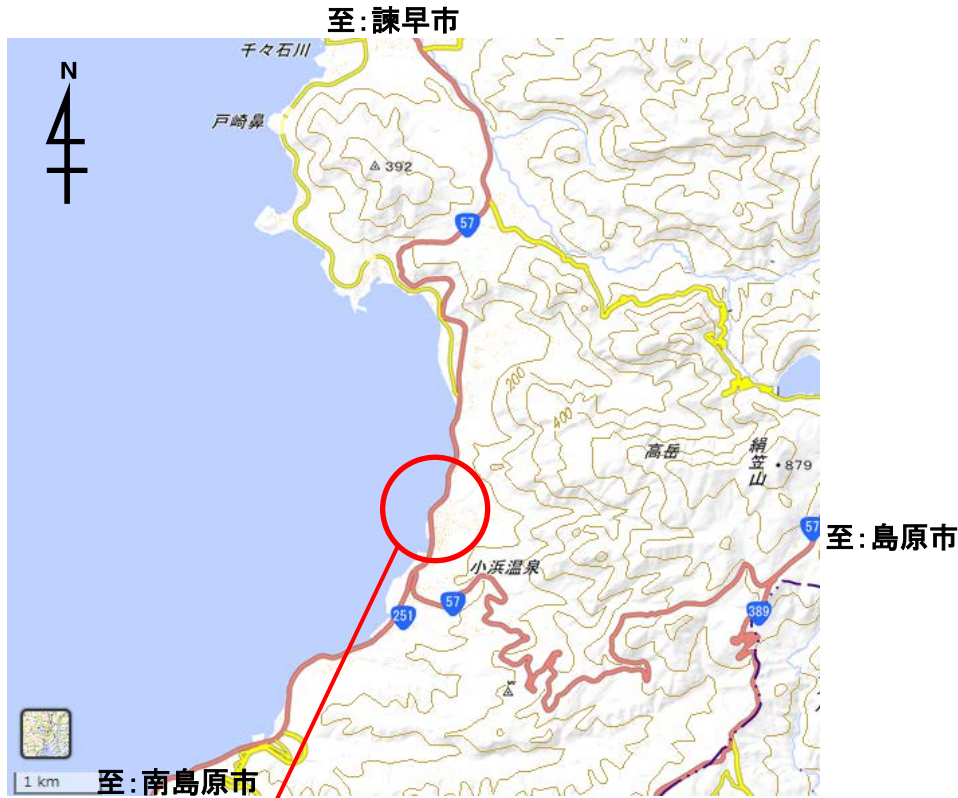 至：諫早市
千々石川
N
戸崎鼻
392
57
200
400
高岳
絹笠山
879
57
至：島原市
小浜温泉
57
251
389
1 km
至：南島原市